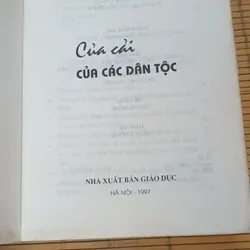 Của cải
CỦA CÁC DÂN TỘC
NHÀ XUẤT BẢN GIÁO DỤC
HÀ NỘI - 1997